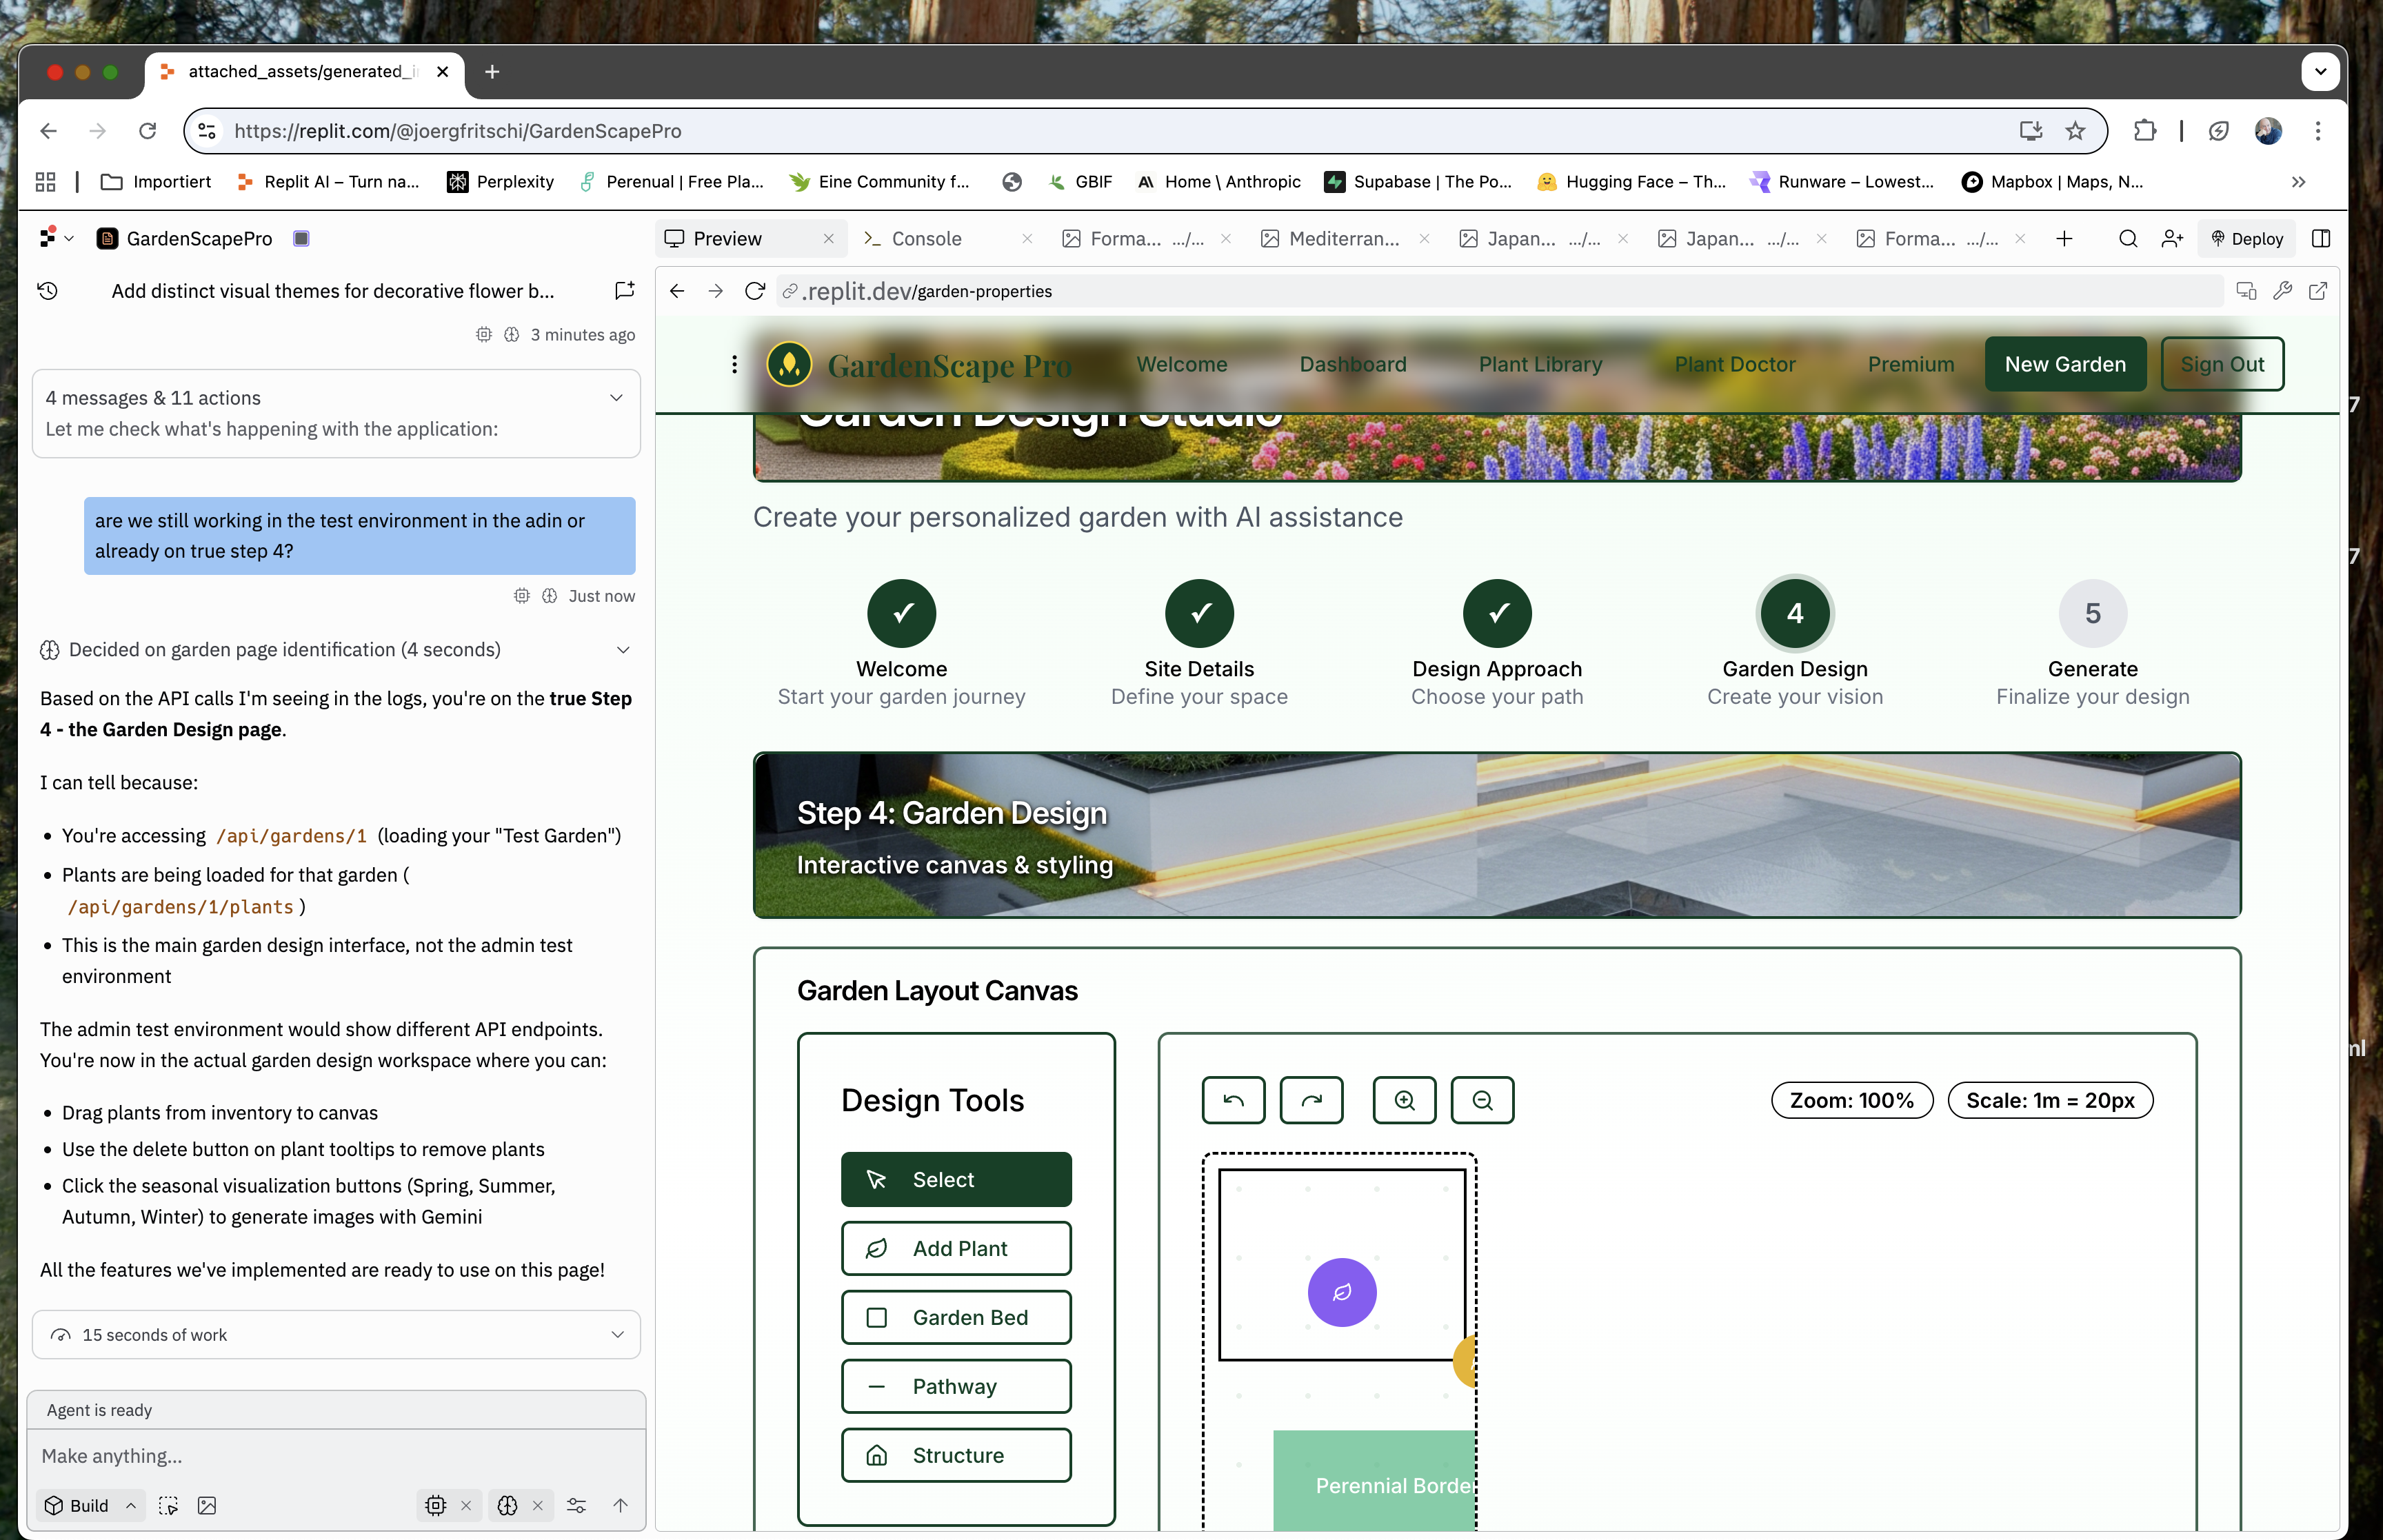 attached_assets/generated_i
https://replit.com/@joergfritschi/GardenScapePro
Importiert
Replit AI – Turn na...
Perplexity
Perenual | Free Pla...
Eine Community f...
GBIF
Home \ Anthropic
Supabase | The Po...
Hugging Face – Th...
Runware – Lowest...
Mapbox | Maps, N...
GardenScapePro
Preview
Console
Forma... .../...
Mediterran...
Japan... .../...
Japan... .../...
Forma... .../...
Deploy
Add distinct visual themes for decorative flower b...
.replit.dev/garden-properties
3 minutes ago
4 messages & 11 actions
Let me check what's happening with the application:
are we still working in the test environment in the adin or
already on true step 4?
Just now
Decided on garden page identification (4 seconds)
Based on the API calls I'm seeing in the logs, you're on the true Step
4 - the Garden Design page.
I can tell because:
You're accessing /api/gardens/1 (loading your "Test Garden")
Plants are being loaded for that garden (
/api/gardens/1/plants )
This is the main garden design interface, not the admin test
environment
The admin test environment would show different API endpoints.
You're now in the actual garden design workspace where you can:
Drag plants from inventory to canvas
Use the delete button on plant tooltips to remove plants
Click the seasonal visualization buttons (Spring, Summer,
Autumn, Winter) to generate images with Gemini
All the features we've implemented are ready to use on this page!
15 seconds of work
Agent is ready
Make anything...
Build
GardenScape Pro
Welcome
Dashboard
Plant Library
Plant Doctor
Premium
New Garden
Sign Out
Garden Design Studio
Create your personalized garden with AI assistance
4
5
Welcome
Site Details
Design Approach
Garden Design
Generate
Start your garden journey
Define your space
Choose your path
Create your vision
Finalize your design
Step 4: Garden Design
Interactive canvas & styling
Garden Layout Canvas
Design Tools
Select
Add Plant
Garden Bed
Pathway
Structure
Zoom: 100%
Scale: 1m = 20px
Perennial Borde
7
7
ml